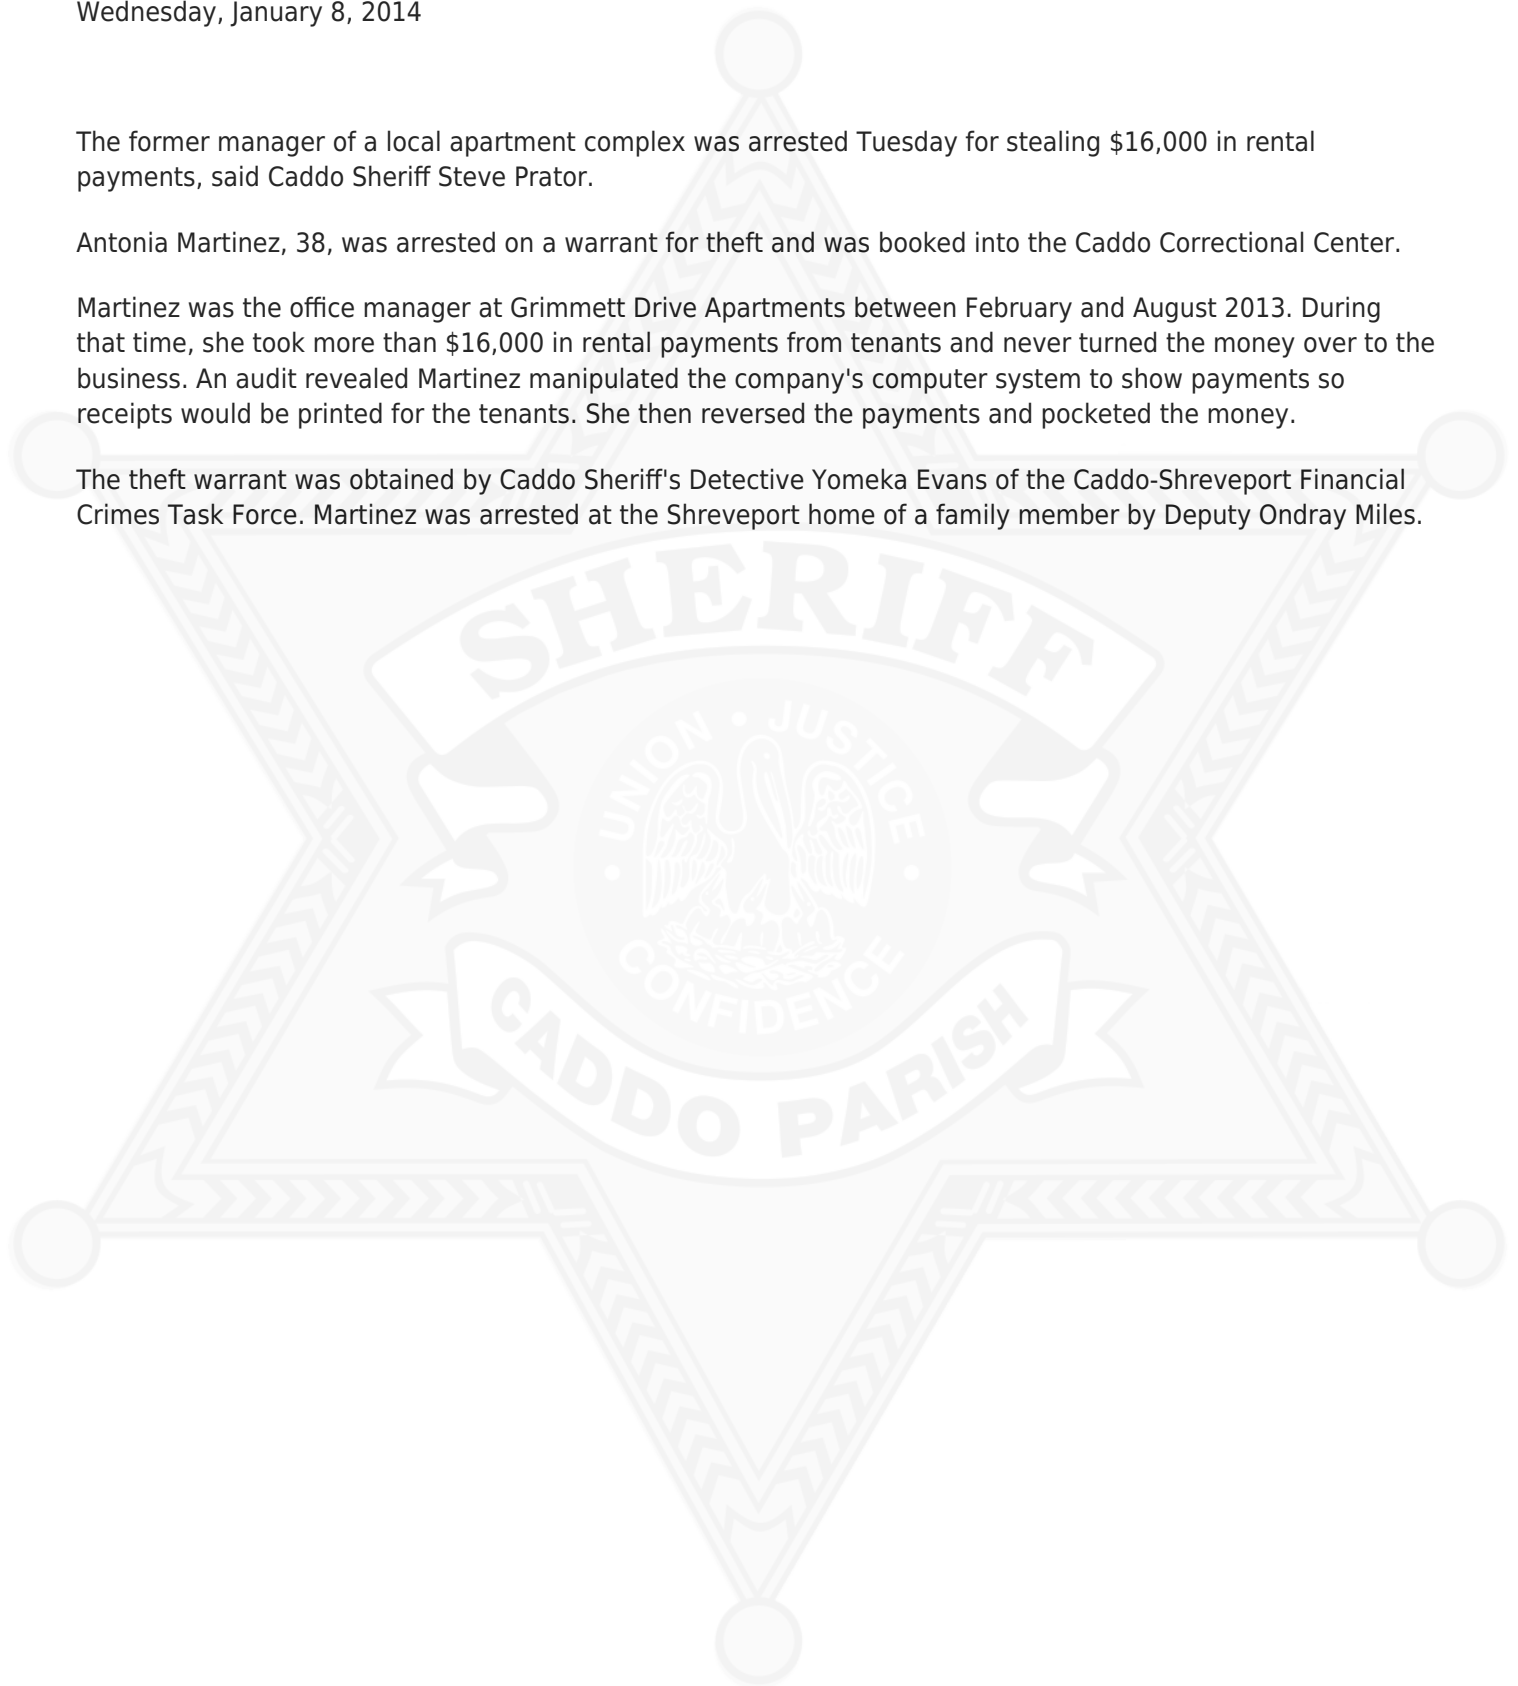 Wednesday, January 8, 2014
The former manager of a local apartment complex was arrested Tuesday for stealing $16,000 in rental
payments, said Caddo Sheriff Steve Prator.
Antonia Martinez, 38, was arrested on a warrant for theft and was booked into the Caddo Correctional Center.
Martinez was the office manager at Grimmett Drive Apartments between February and August 2013. During
that time, she took more than $16,000 in rental payments from tenants and never turned the money over to the
business. An audit revealed Martinez manipulated the company's computer system to show payments so
receipts would be printed for the tenants. She then reversed the payments and pocketed the money.
The theft warrant was obtained by Caddo Sheriff's Detective Yomeka Evans of the Caddo-Shreveport Financial
Crimes Task Force. Martinez was arrested at the Shreveport home of a family member by Deputy Ondray Miles.
SHERIFF
UNION • JUSTICE
• CONFIDENCE •
CADDO PARISH